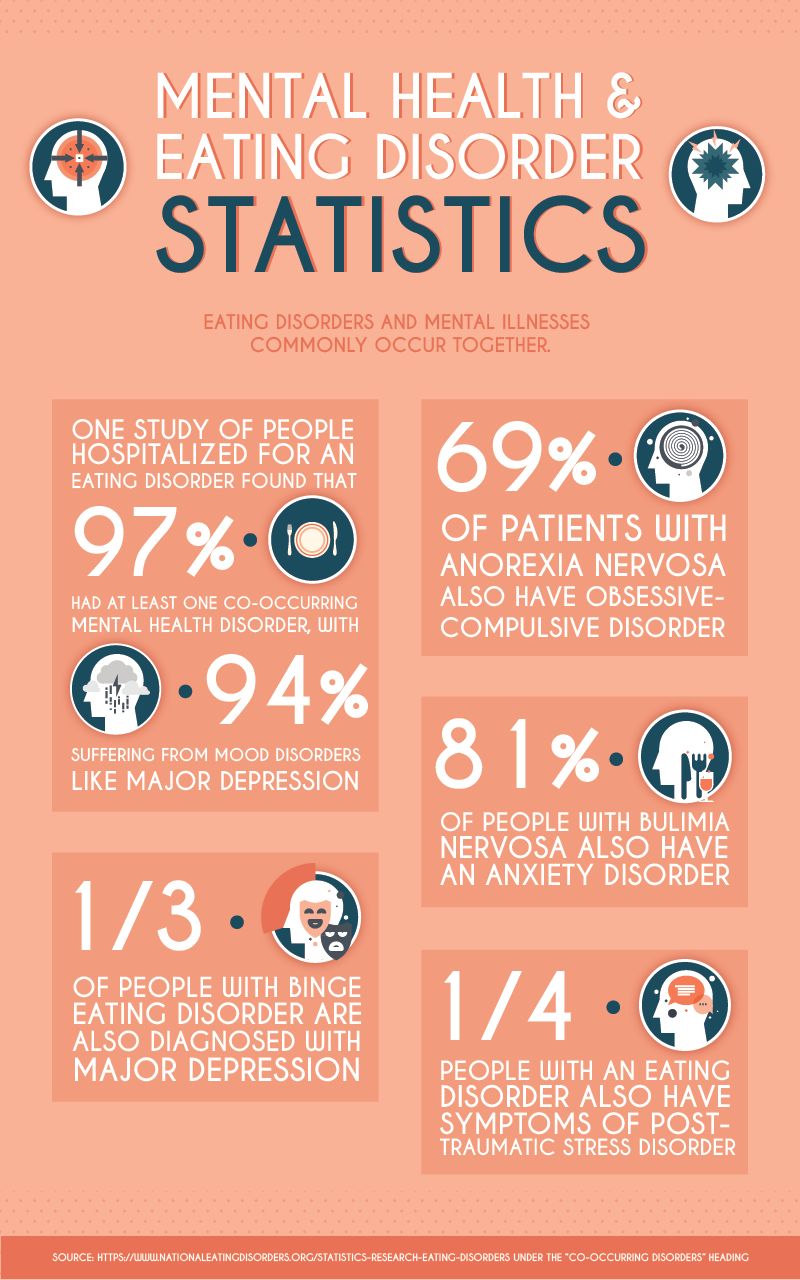 MENTAL HEALTH &
EATING DISORDER
STATISTICS
EATING DISORDERS AND MENTAL ILLNESSES
COMMONLY OCCUR TOGETHER.
ONE STUDY OF PEOPLE
HOSPITALIZED FOR AN
EATING DISORDER FOUND THAT
97%
HAD AT LEAST ONE CO-OCCURRING
MENTAL HEALTH DISORDER, WITH
94%
SUFFERING FROM MOOD DISORDERS
LIKE MAJOR DEPRESSION
1/3
OF PEOPLE WITH BINGE
EATING DISORDER ARE
ALSO DIAGNOSED WITH
MAJOR DEPRESSION
69%
OF PATIENTS WITH
ANOREXIA NERVOSA
ALSO HAVE OBSESSIVE-
COMPULSIVE DISORDER
81%
OF PEOPLE WITH BULIMIA
NERVOSA ALSO HAVE
AN ANXIETY DISORDER
1/4
PEOPLE WITH AN EATING
DISORDER ALSO HAVE
SYMPTOMS OF POST-
TRAUMATIC STRESS DISORDER
SOURCE: HTTPS://WWW.NATIONALEATINGDISORDERS.ORG/STATISTICS-RESEARCH-EATING-DISORDERS UNDER THE "CO-OCCURRING DISORDERS" HEADING